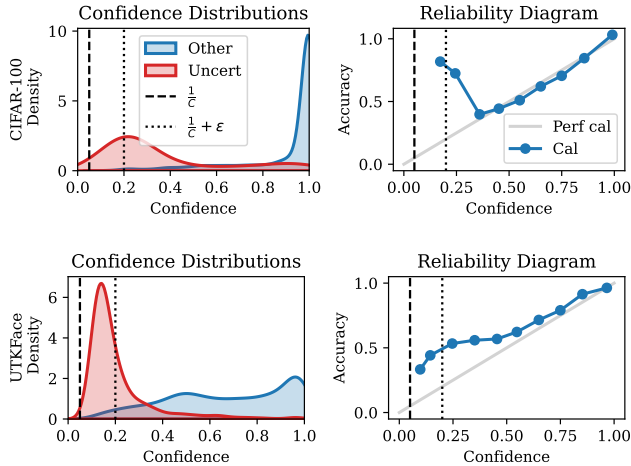 Confidence Distributions
CIFAR-100
Density
10
5
0
0.0 0.2 0.4 0.6 0.8 1.0
Confidence
Other
Uncert
1/C
1/C + ε
Reliability Diagram
Accuracy
1.0
0.5
0.0
0.00 0.25 0.50 0.75 1.00
Confidence
Perf cal
Cal
Confidence Distributions
UTKFace
Density
6
4
2
0
0.0 0.2 0.4 0.6 0.8 1.0
Confidence
Reliability Diagram
Accuracy
1.0
0.5
0.0
0.00 0.25 0.50 0.75 1.00
Confidence